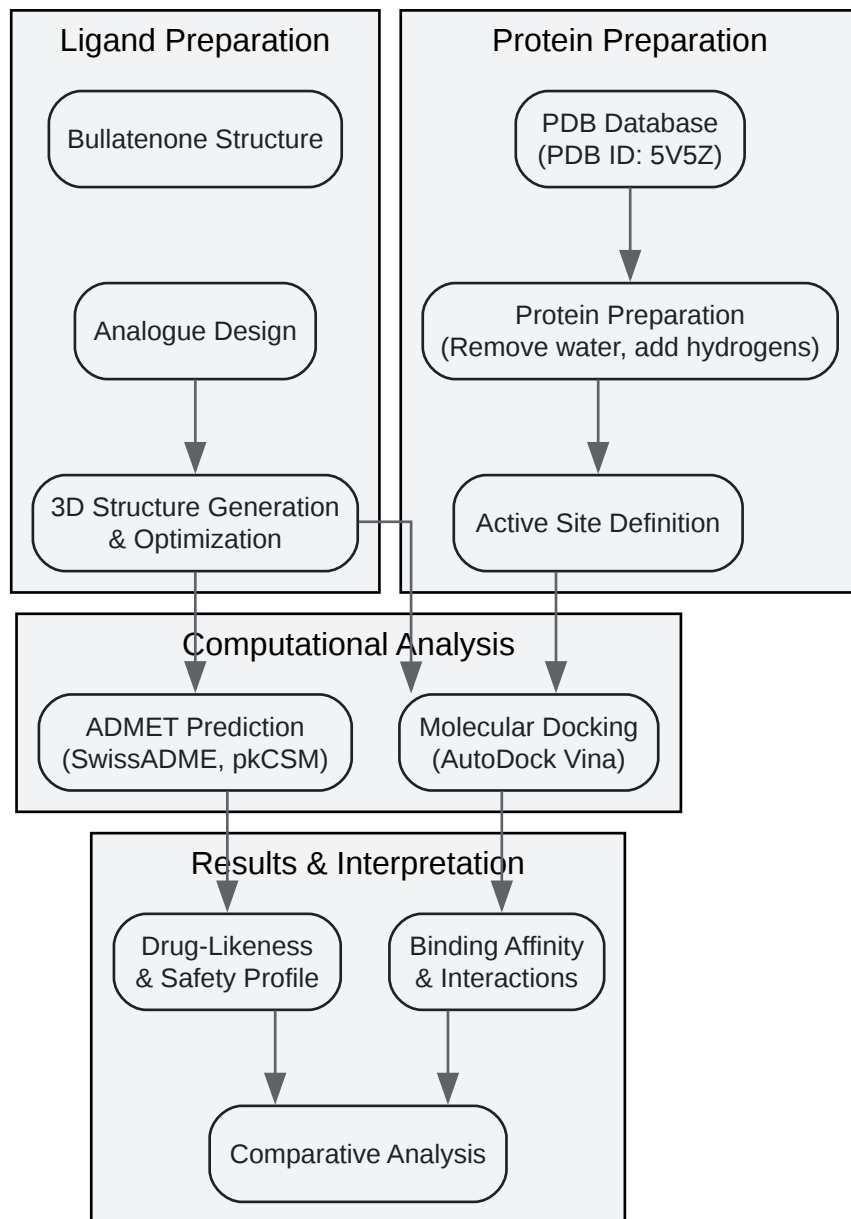 Ligand Preparation
Bullatenone Structure
Analogue Design
3D Structure Generation
& Optimization
Protein Preparation
PDB Database
(PDB ID: 5V5Z)
Protein Preparation
(Remove water, add hydrogens)
Active Site Definition
Computational Analysis
ADMET Prediction
(SwissADME, pkCSM)
Molecular Docking
(AutoDock Vina)
Results & Interpretation
Drug-Likeness
& Safety Profile
Binding Affinity
& Interactions
Comparative Analysis